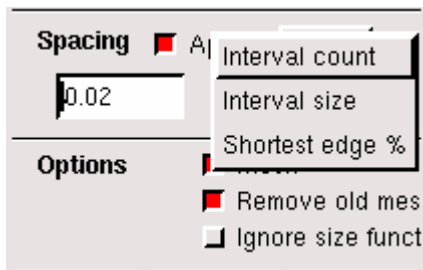 Spacing
Interval count
0.02
Interval size
Shortest edge %
Options
Remove old mes
Ignore size funct